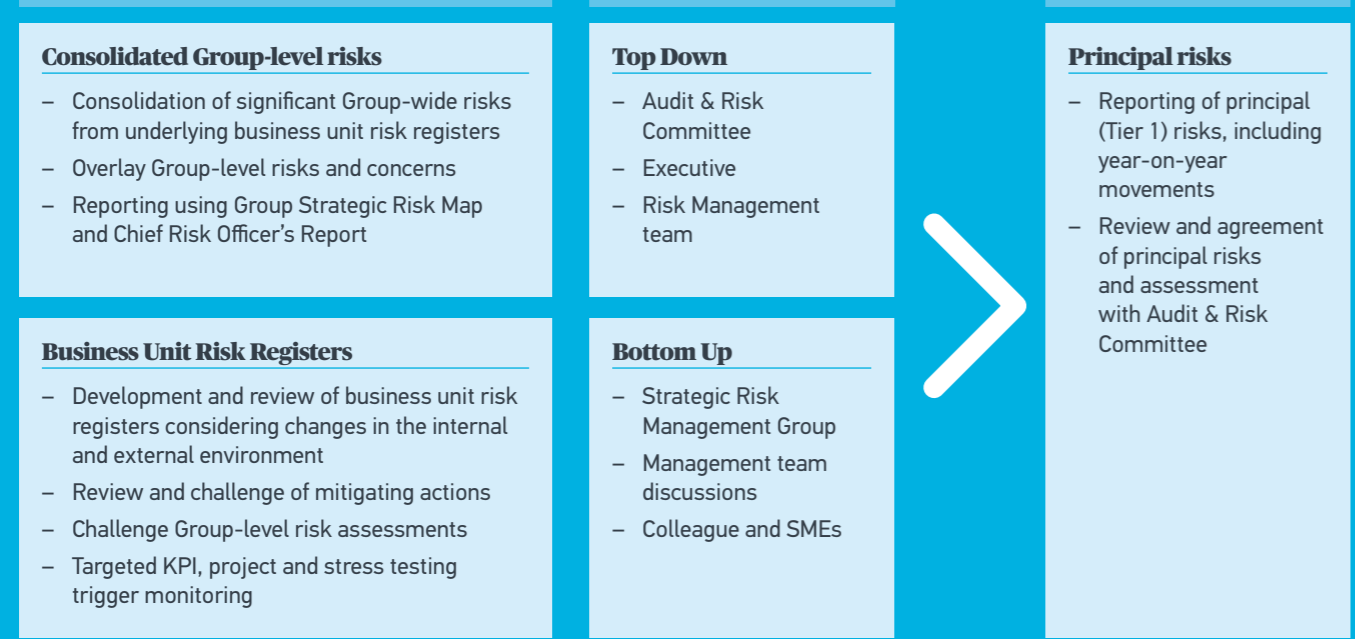 Consolidated Group-level risks
– Consolidation of significant Group-wide risks
from underlying business unit risk registers
– Overlay Group-level risks and concerns
– Reporting using Group Strategic Risk Map
and Chief Risk Officer’s Report
Top Down
– Audit & Risk
Committee
– Executive
– Risk Management
team
Principal risks
– Reporting of principal
(Tier 1) risks, including
year-on-year
movements
– Review and agreement
of principal risks
and assessment
with Audit & Risk
Committee
Business Unit Risk Registers
– Development and review of business unit risk
registers considering changes in the internal
and external environment
– Review and challenge of mitigating actions
– Challenge Group-level risk assessments
– Targeted KPI, project and stress testing
trigger monitoring
Bottom Up
– Strategic Risk
Management Group
– Management team
discussions
– Colleague and SMEs